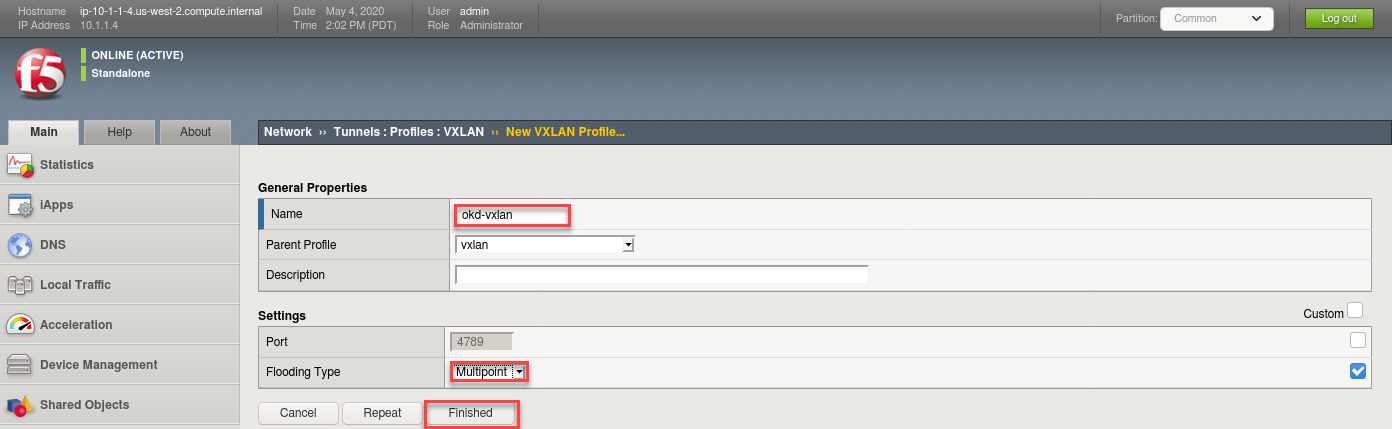 Hostname ip-10-1-1-4.us-west-2.compute.internal Date May 4, 2020 User admin
IP Address 10.1.1.4 Time 2:02 PM (PDT) Role Administrator
Partition: Common Log out
f5
ONLINE (ACTIVE)
Standalone
Main Help About
Network ›› Tunnels : Profiles : VXLAN ›› New VXLAN Profile...
Statistics
iApps
DNS
Local Traffic
Acceleration
Device Management
Shared Objects
General Properties
Name okd-vxlan
Parent Profile vxlan
Description
Settings Custom
Port 4789
Flooding Type Multipoint
Cancel Repeat Finished